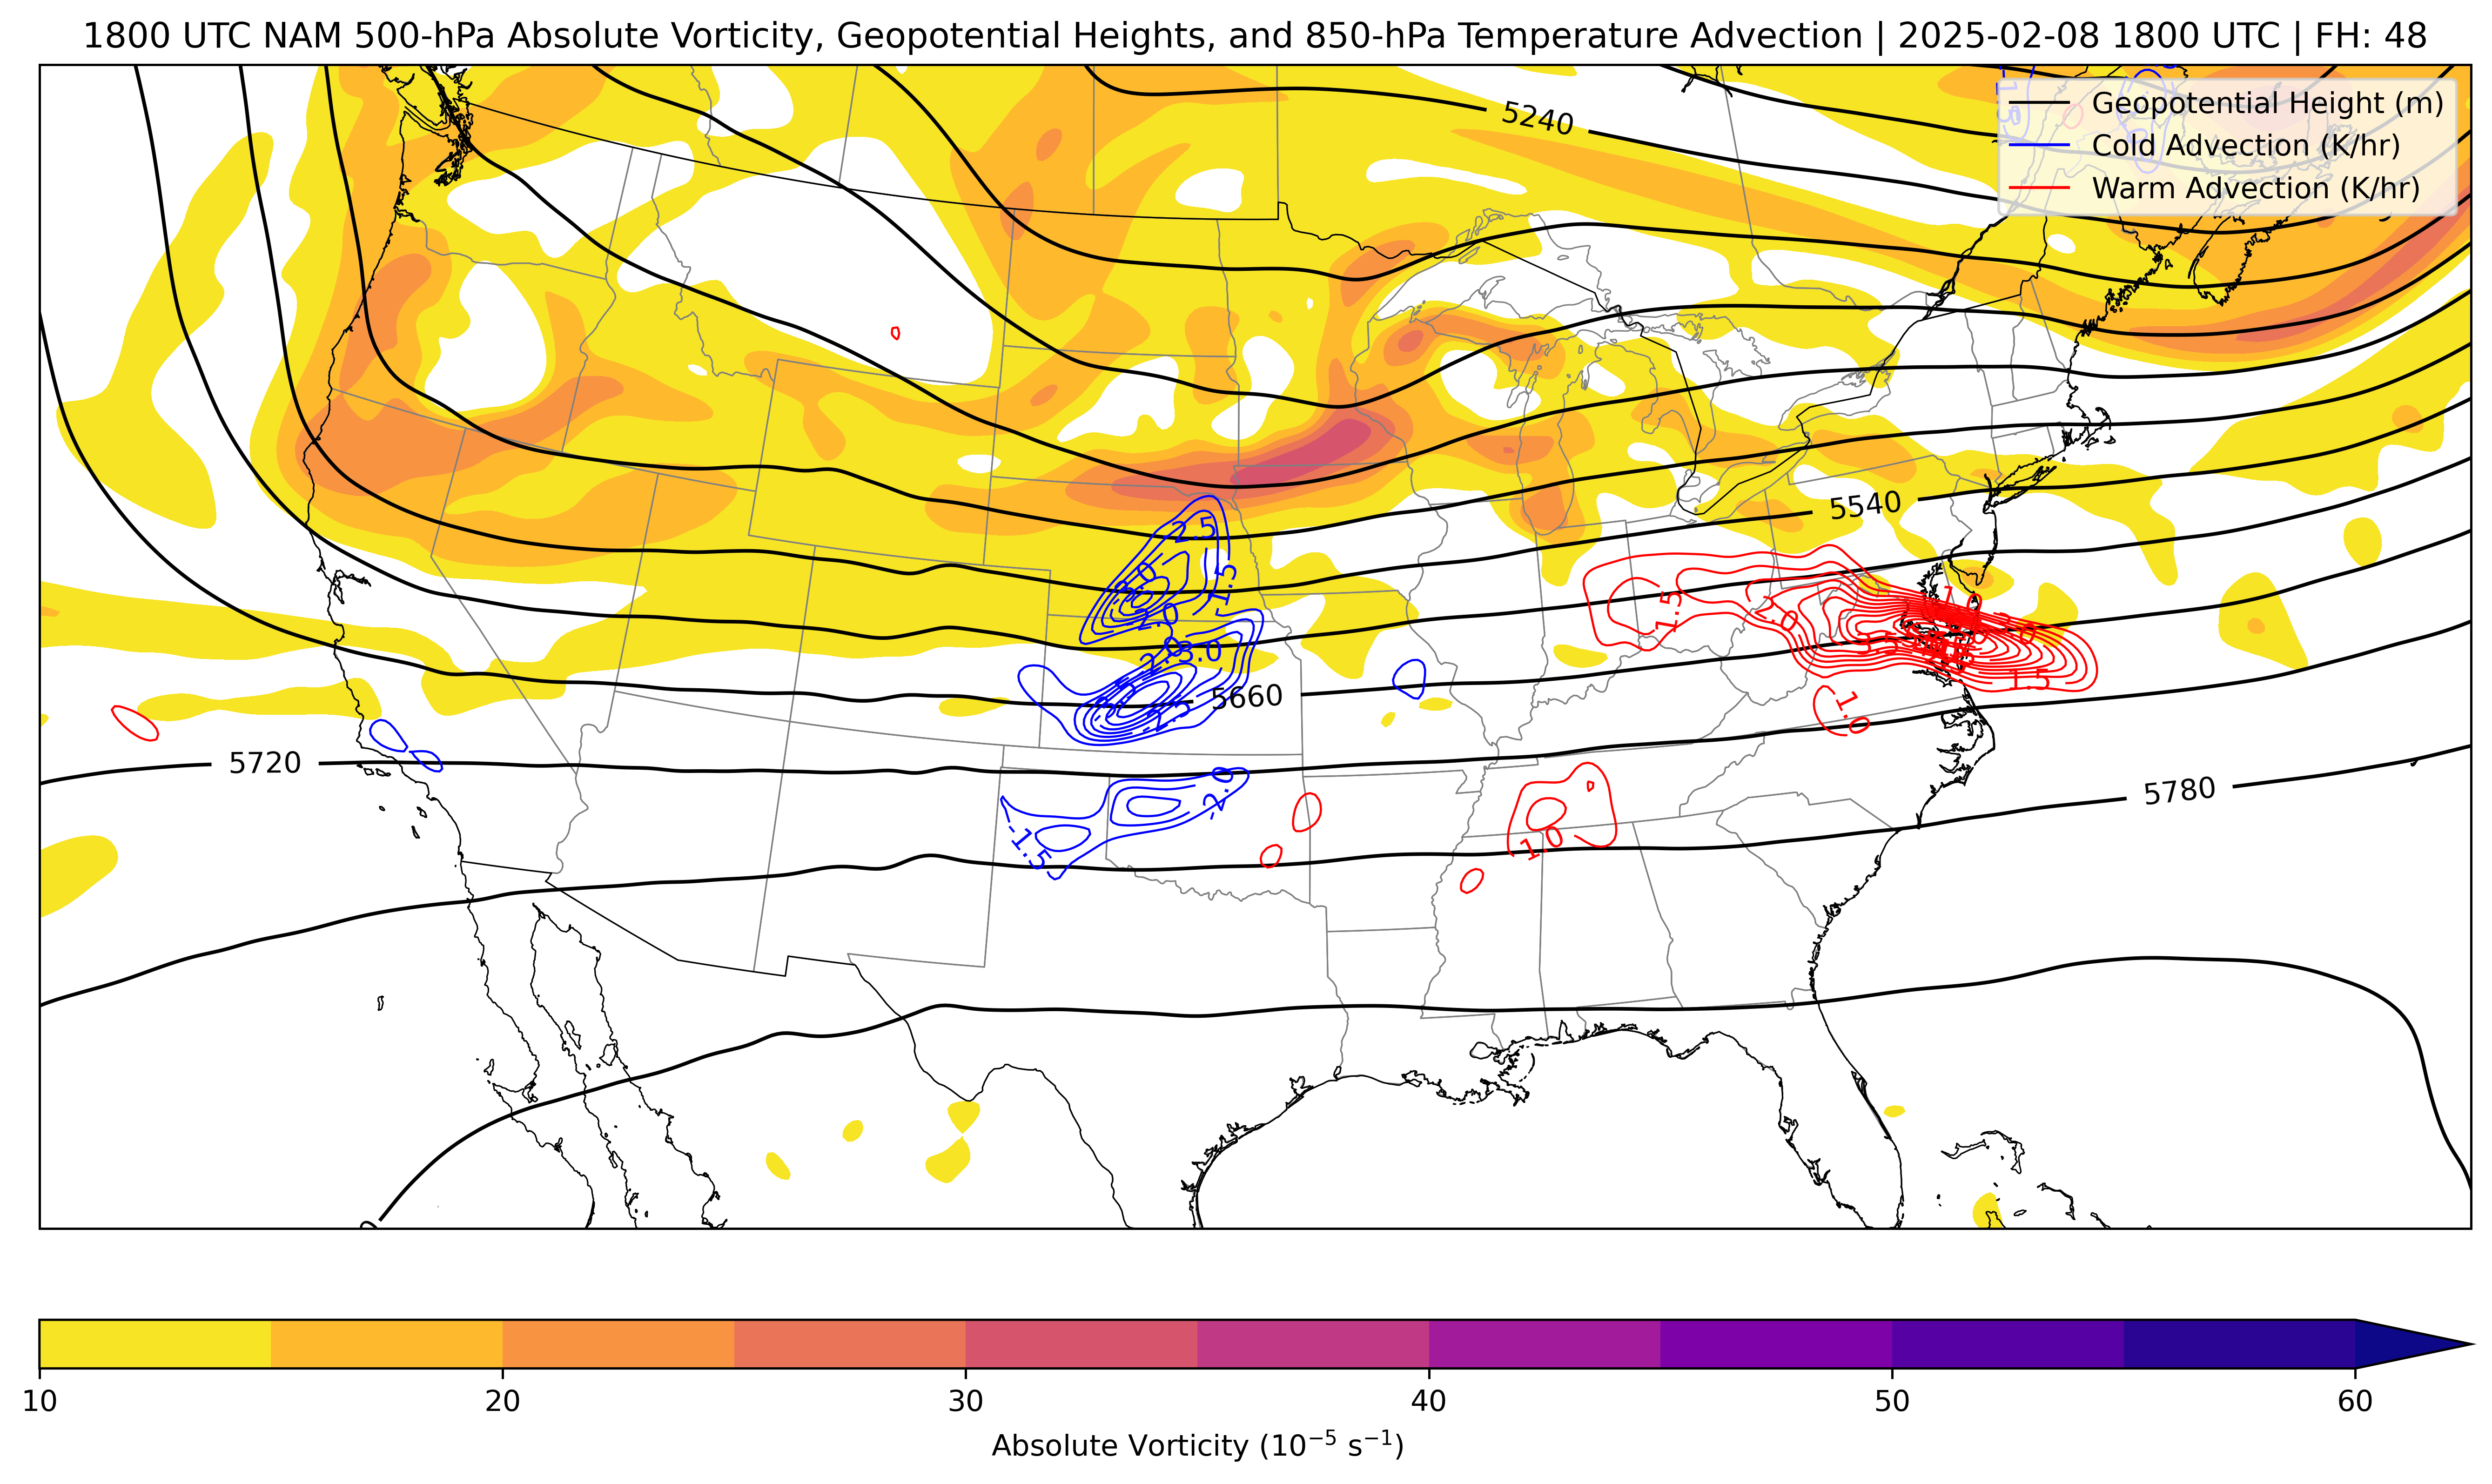 1800 UTC NAM 500-hPa Absolute Vorticity, Geopotential Heights, and 850-hPa Temperature Advection | 2025-02-08 1800 UTC | FH: 48
Geopotential Height (m)
Cold Advection (K/hr)
Warm Advection (K/hr)
5240
5540
2.5
-1.5
2.0
1.5
2.0
3.0
1.5
5660
1.0
5720
5780
-2.0
-1.5
1.0
10 20 30 40 50 60
Absolute Vorticity (10⁻⁵ s⁻¹)